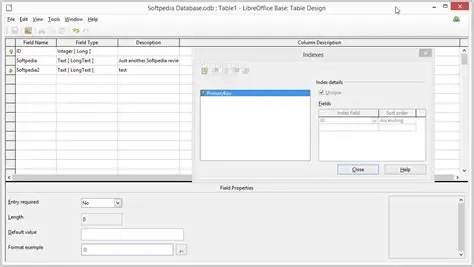 Softpedia Database.odb : Table1 - LibreOffice Base: Table Design
File Edit View Tools Window Help
Field Name Field Type Description Column Description
ID Integer [ Long ]
Softpedia Text [ LongText ] Just another Softpedia revie
Softpedia2 Text [ LongText ] test
Indexes
Index details
PrimaryKey
Unique
Fields
Index Field Sort order
ID Ascending
Close Help
Field Properties
Entry required No
Length 0
Default value
Format example @ ...